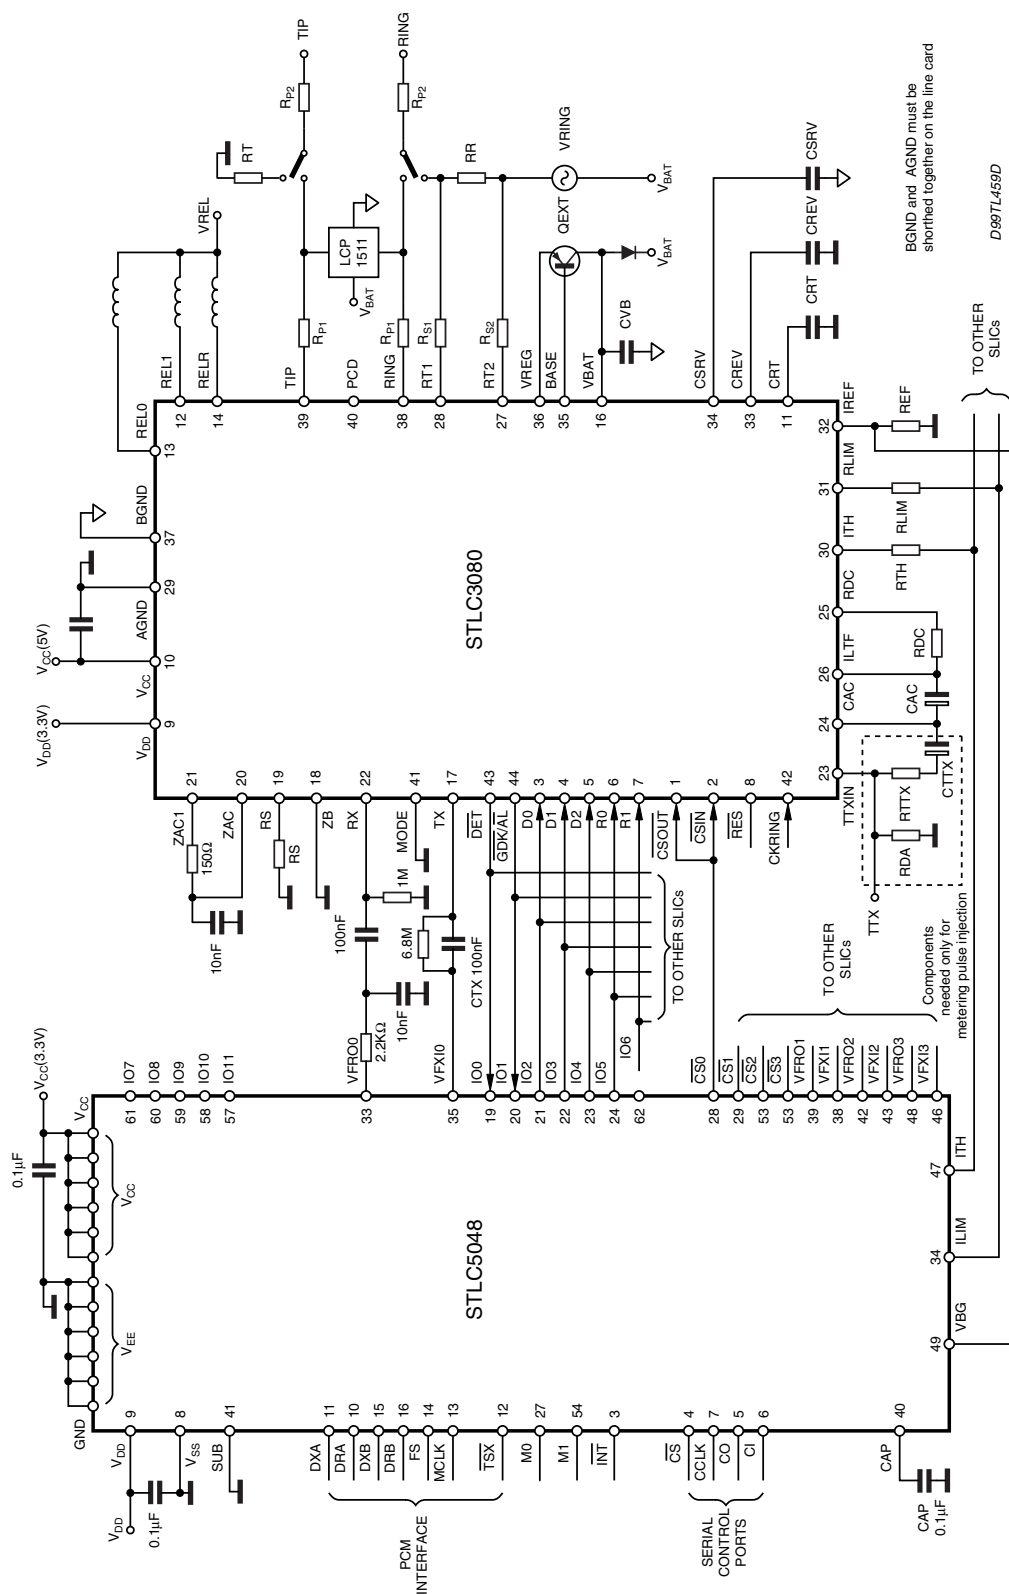 TIP
RING
RP2
RP2
RT
VREL
LCP
1511
VBAT
RR
VRING
VBAT
QEXT
VBAT
CVB
CSRV
CREV
CRT
BGND and AGND must be
shorthed together on the line card
D99TL459D
RP1
RP1
RS1
RS2
REL0
13
REL1
12
RELR
14
TIP
39
PCD
40
RING
38
RT1
28
RT2
27
VREG
36
BASE
35
VBAT
16
CSRV
34
CREV
33
CRT
11
BGND
37
AGND
29
VCC(5V)
VCC
10
VDD(3.3V)
VDD
9
STLC3080
IREF
32
REF
RLIM
31
RLIM
ITH
30
RTH
RDC
25
RDC
ILTF
26
CAC
24
CAC
TTXIN
23
CTTX
RTTX
RDA
TTX
Components
needed only for
metering pulse injection
TO OTHER
SLICs
21
ZAC1
150Ω
20
ZAC
10nF
19
RS
RS
18
ZB
22
RX
100nF
1M
41
MODE
17
TX
6.8M
CTX 100nF
10nF
2.2KΩ
43
DET
44
GDK/AL
3
D0
4
D1
5
D2
6
R0
7
R1
1
CSOUT
2
CSIN
8
RES
42
CKRING
TO OTHER SLICs
TO OTHER
SLICs
VCC(3.3V)
0.1µF
VCC
VCC
VEE
GND
IO7
61
IO8
60
IO9
59
IO10
58
IO11
57
VFRO0
33
VFXI0
35
IO0
19
IO1
20
IO2
21
IO3
22
IO4
23
IO5
24
IO6
62
CS0
28
CS1
29
CS2
53
CS3
53
VFRO1
39
VFXI1
38
VFRO2
42
VFXI2
43
VFRO3
48
VFXI3
46
STLC5048
ITH
47
ILIM
34
VBG
49
VDD
0.1µF
9
VDD
8
VSS
41
SUB
11
DXA
10
DRA
15
DXB
16
DRB
14
FS
13
MCLK
12
TSX
PCM
INTERFACE
27
M0
54
M1
3
INT
4
CS
7
CCLK
5
CO
6
CI
SERIAL
CONTROL
PORTS
40
CAP
CAP
0.1µF